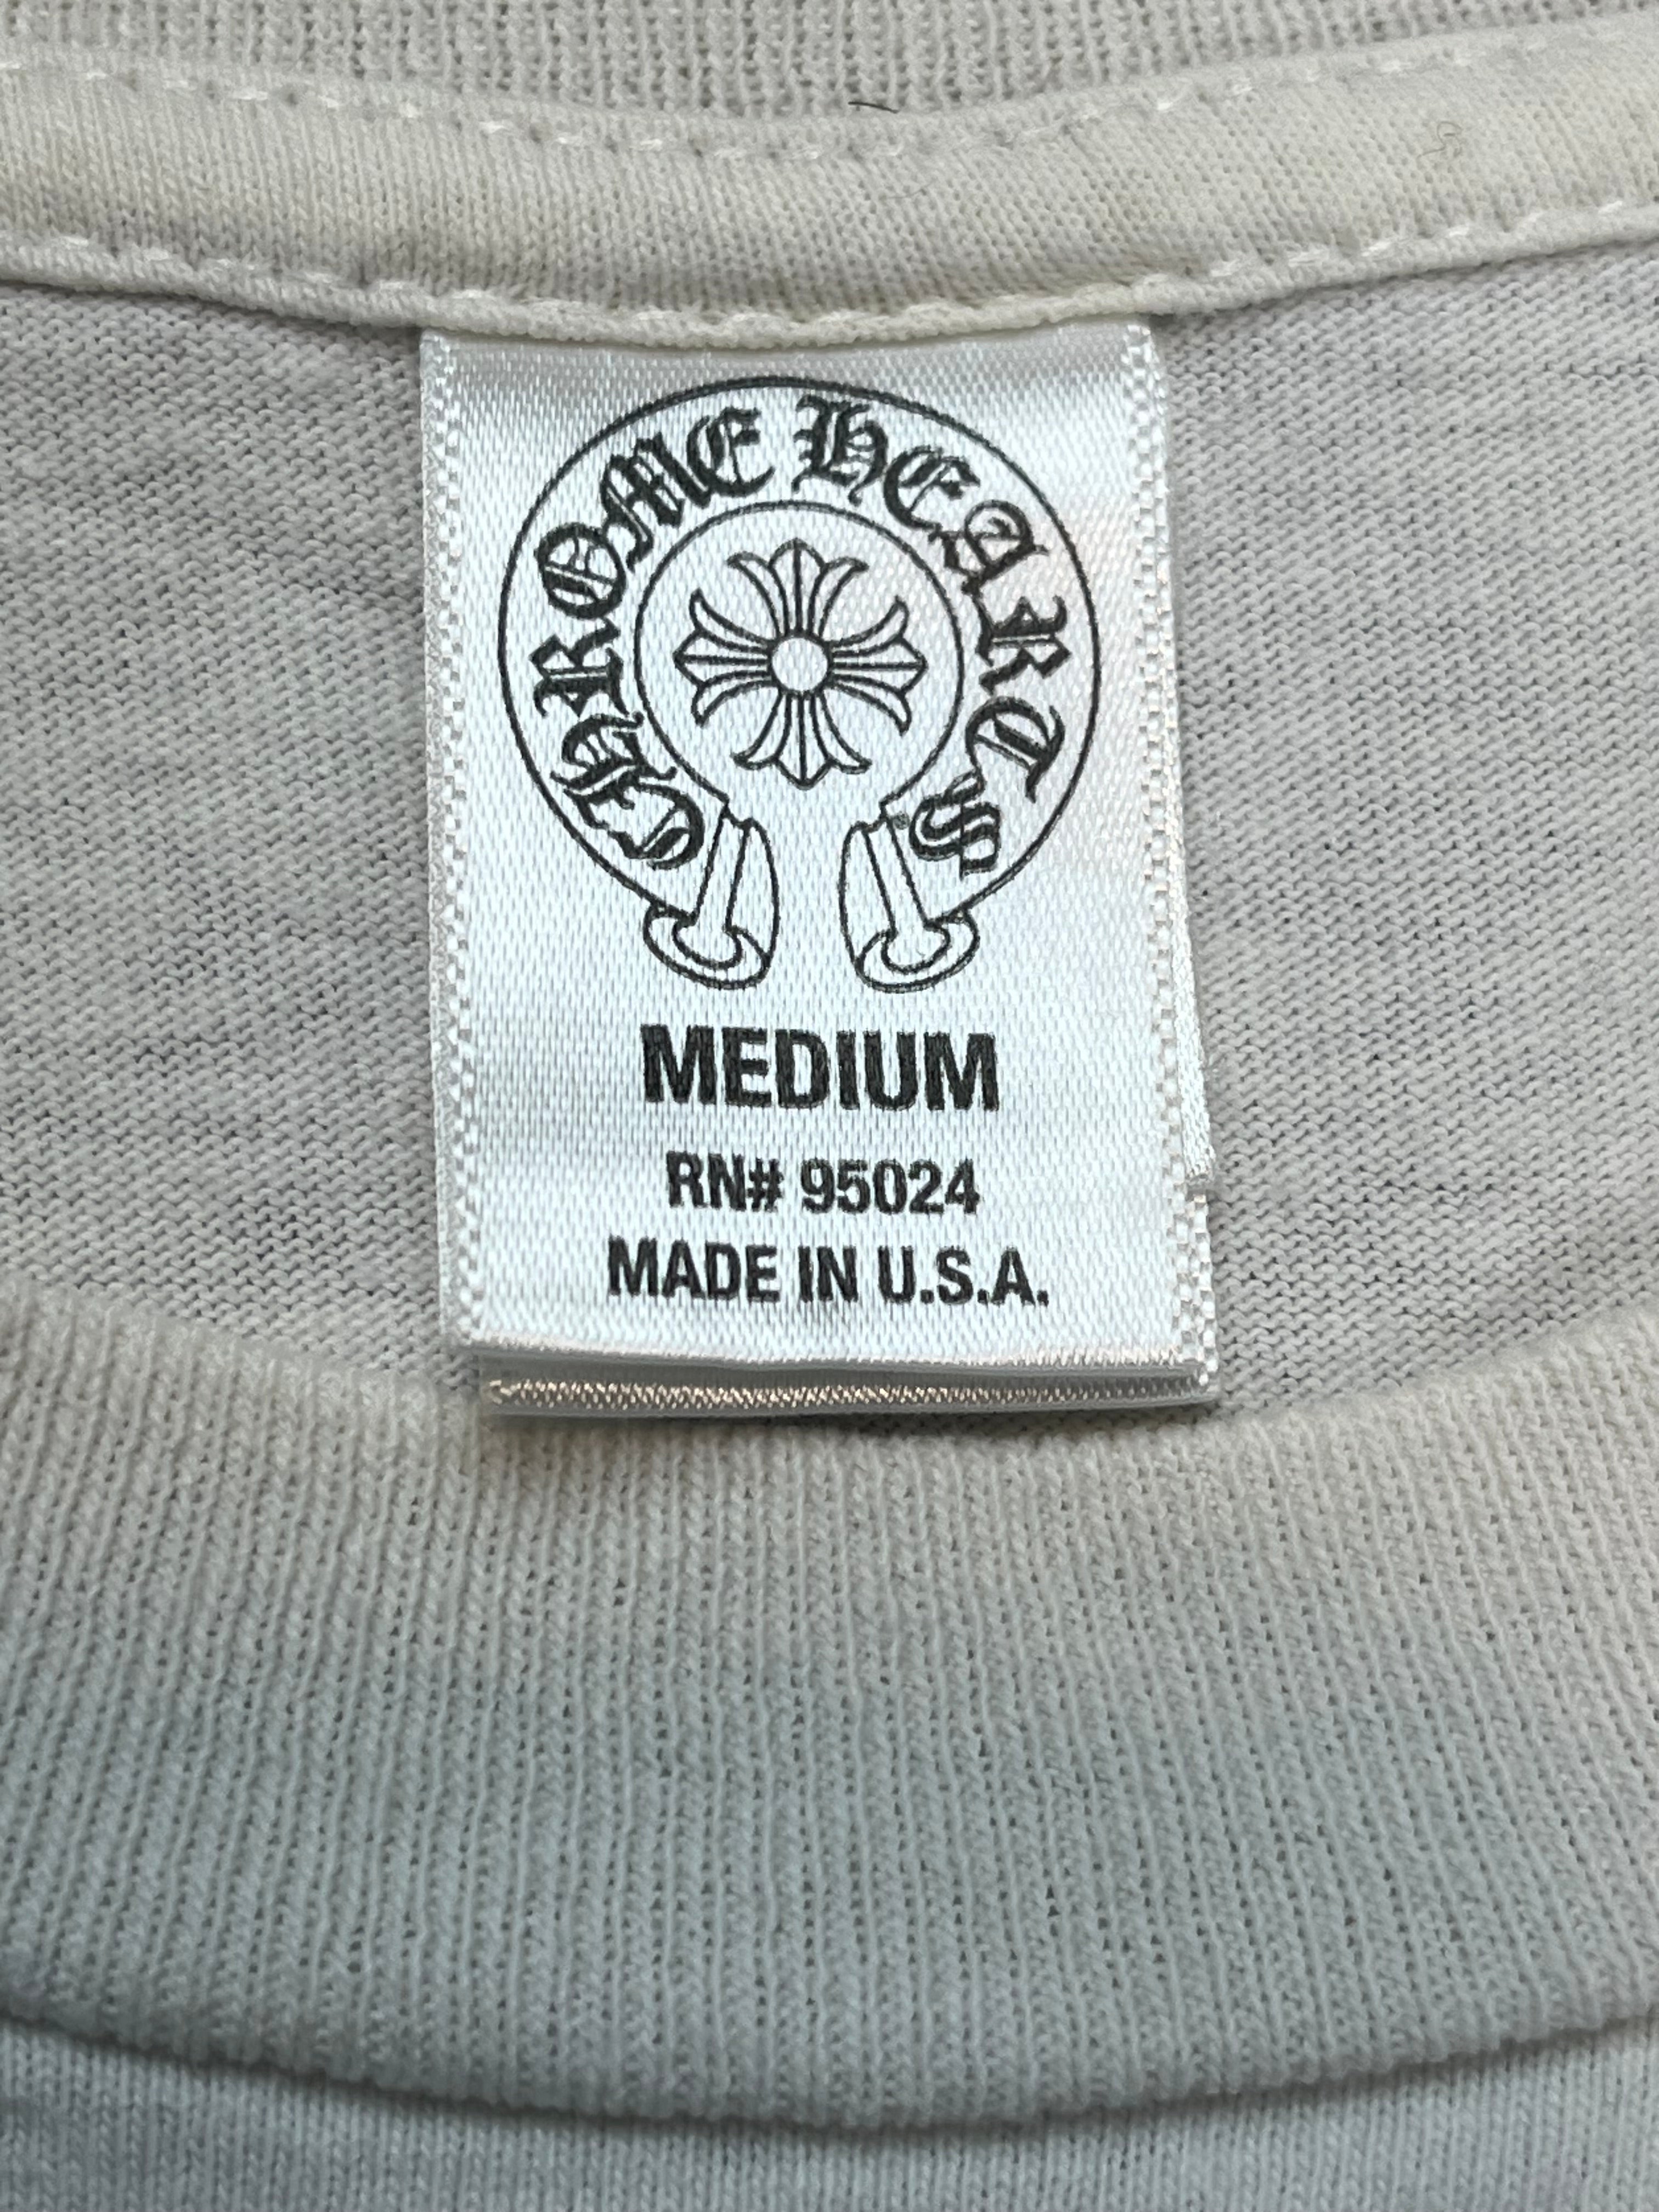 CHROME HEARTS
®
MEDIUM
RN# 95024
MADE IN U.S.A.